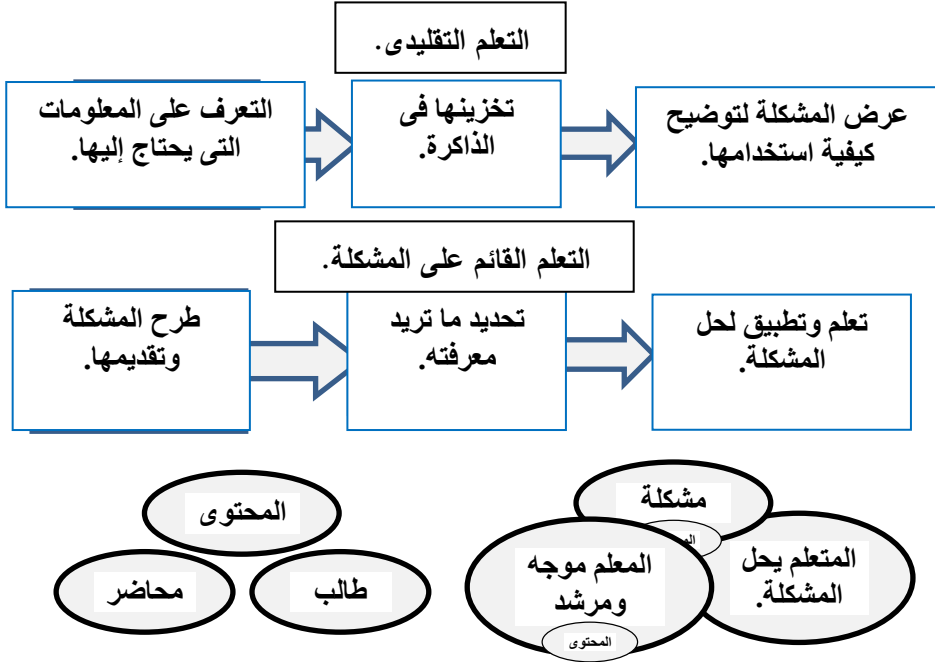 التعلم التقليدى.
التعرف على المعلومات
التى يحتاج إليها.
تخزينها فى
الذاكرة.
عرض المشكلة لتوضيح
كيفية استخدامها.
التعلم القائم على المشكلة.
طرح المشكلة
وتقديمها.
تحديد ما تريد
معرفته.
تعلم وتطبيق لحل
المشكلة.
المحتوى
محاضر
طالب
مشكلة
المعلم موجه
ومرشد
المحتوى
المتعلم يحل
المشكلة.